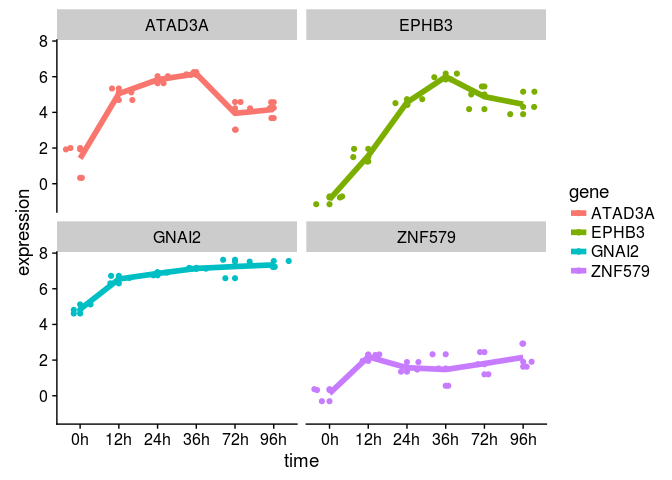 ATAD3A
EPHB3
8
6
4
2
0
GNAI2
ZNF579
8
6
4
2
0
0h 12h 24h 36h 72h 96h
0h 12h 24h 36h 72h 96h
time
expression
gene
ATAD3A
EPHB3
GNAI2
ZNF579